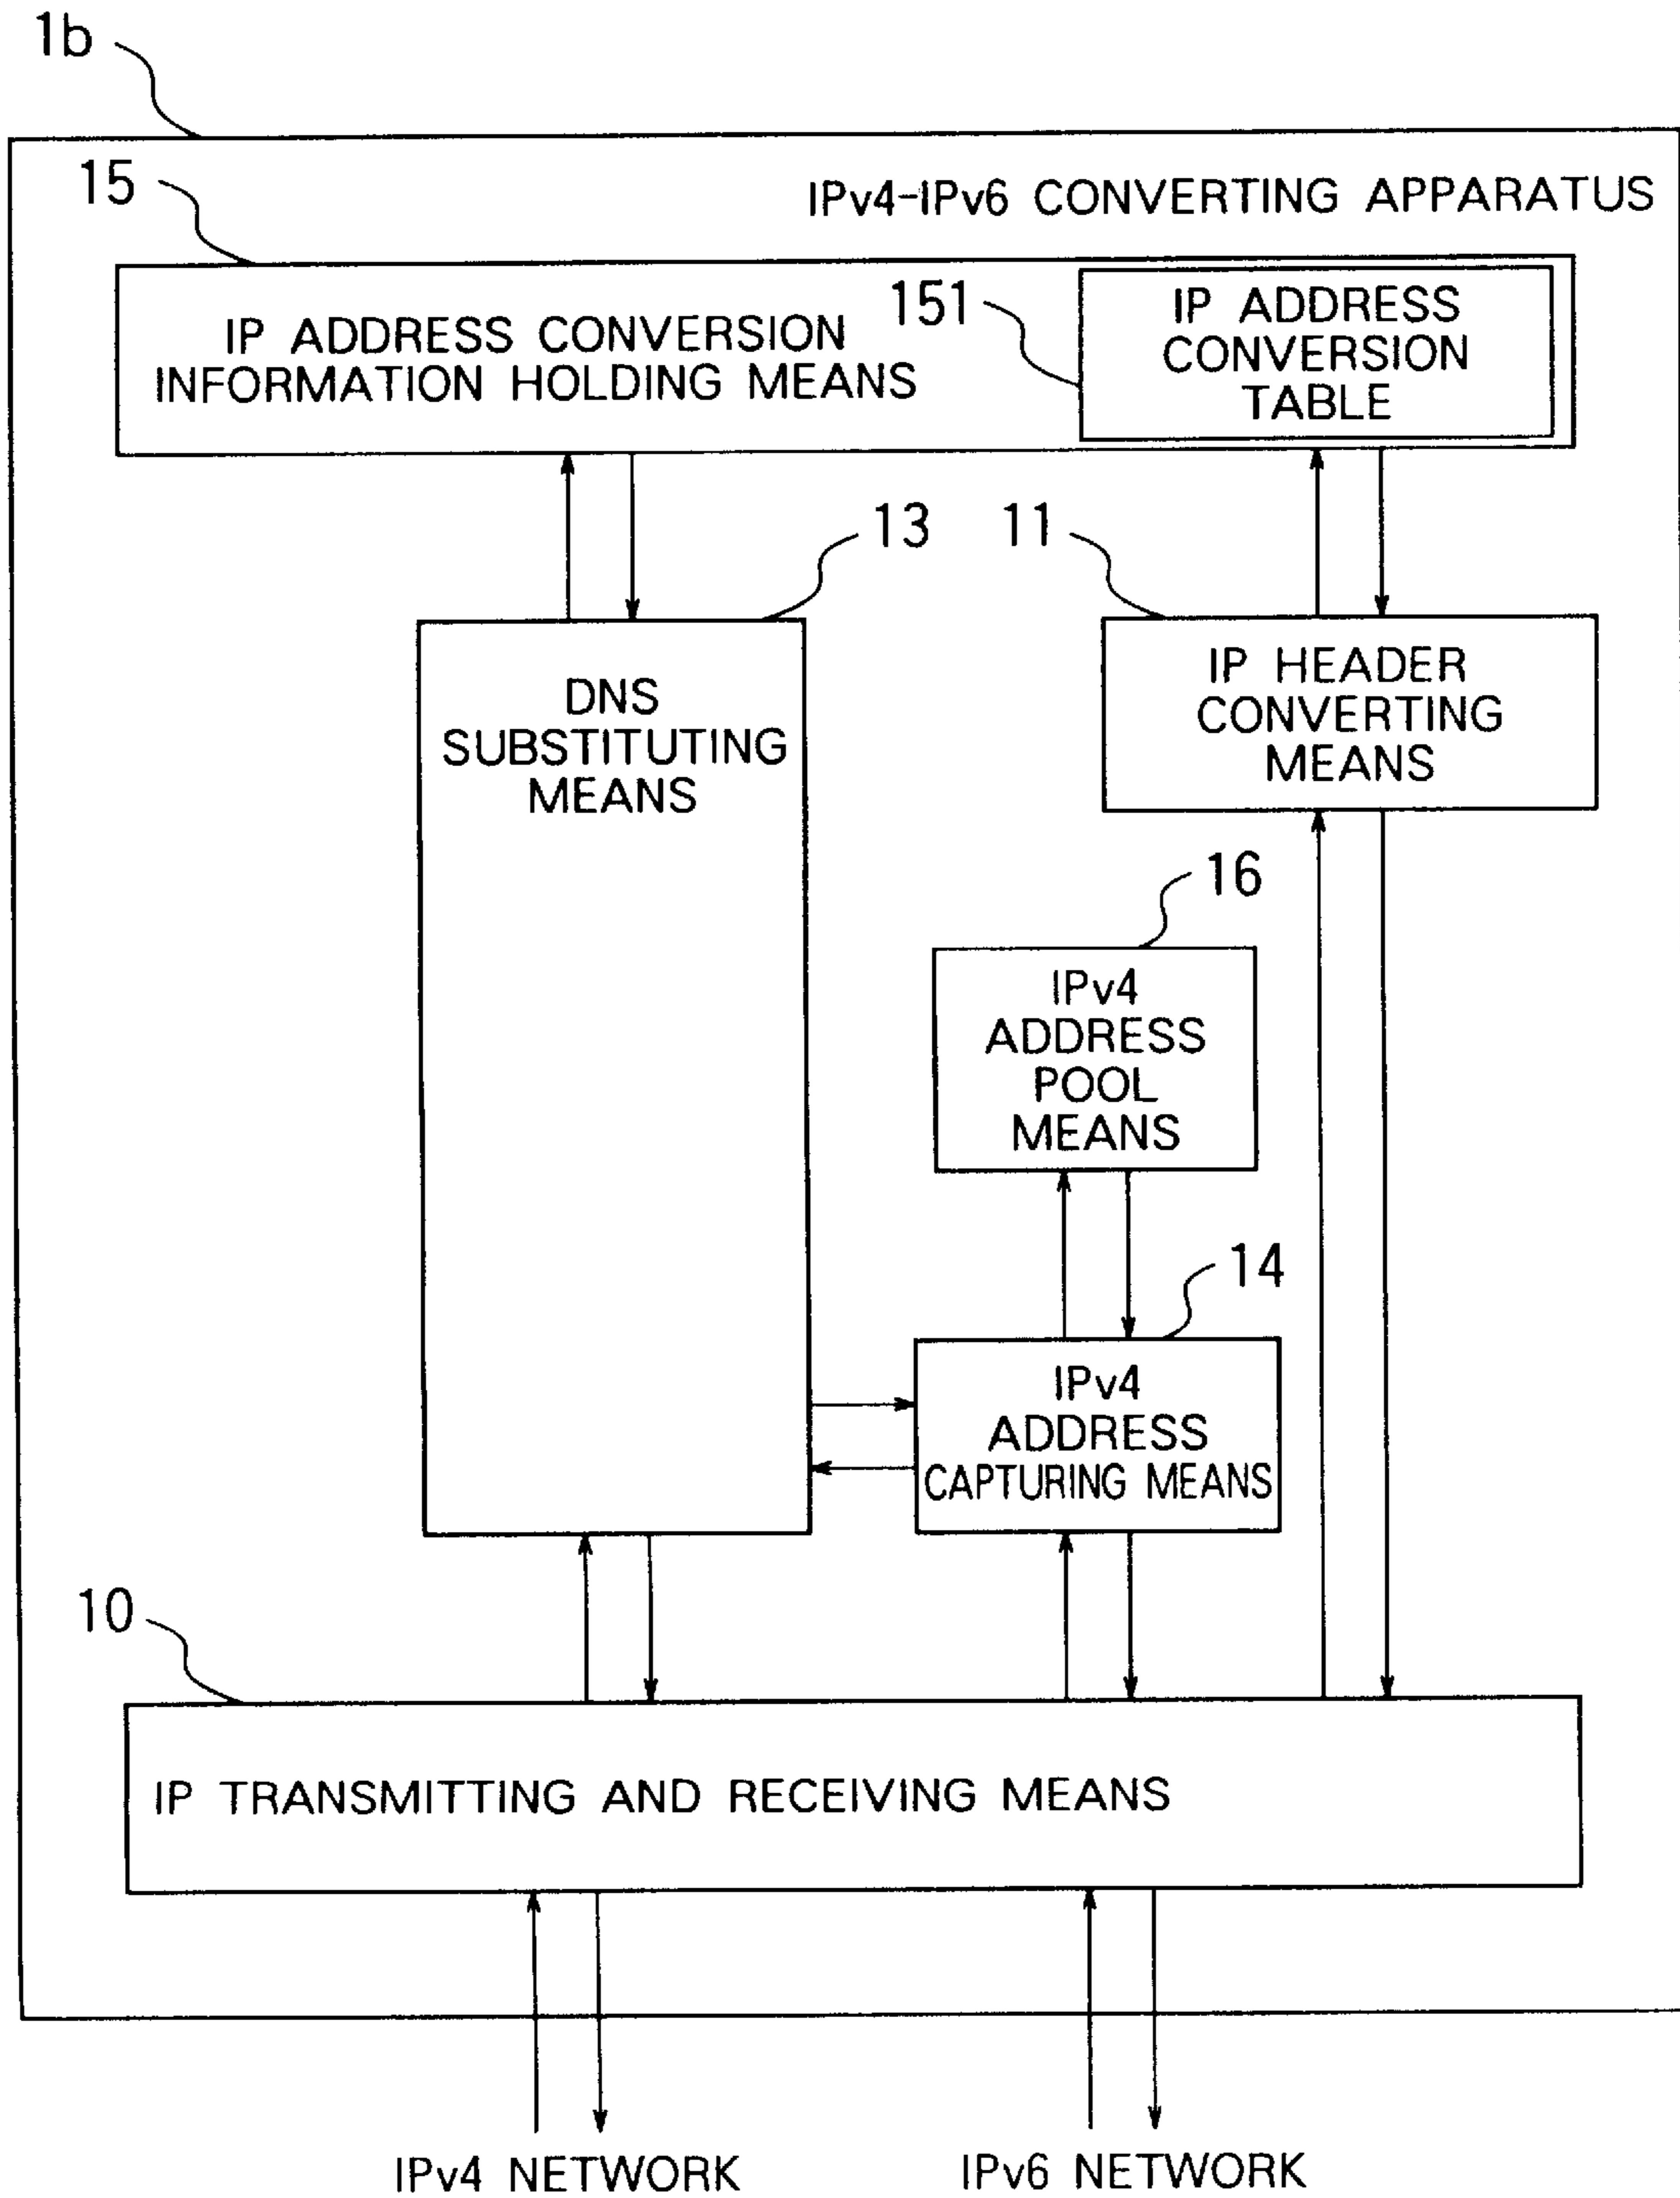 1b
15
IPv4-IPv6 CONVERTING APPARATUS
IP ADDRESS CONVERSION
INFORMATION HOLDING MEANS
151
IP ADDRESS
CONVERSION
TABLE
13
11
DNS
SUBSTITUTING
MEANS
IP HEADER
CONVERTING
MEANS
16
IPv4
ADDRESS
POOL
MEANS
14
IPv4
ADDRESS
CAPTURING MEANS
10
IP TRANSMITTING AND RECEIVING MEANS
IPv4 NETWORK
IPv6 NETWORK